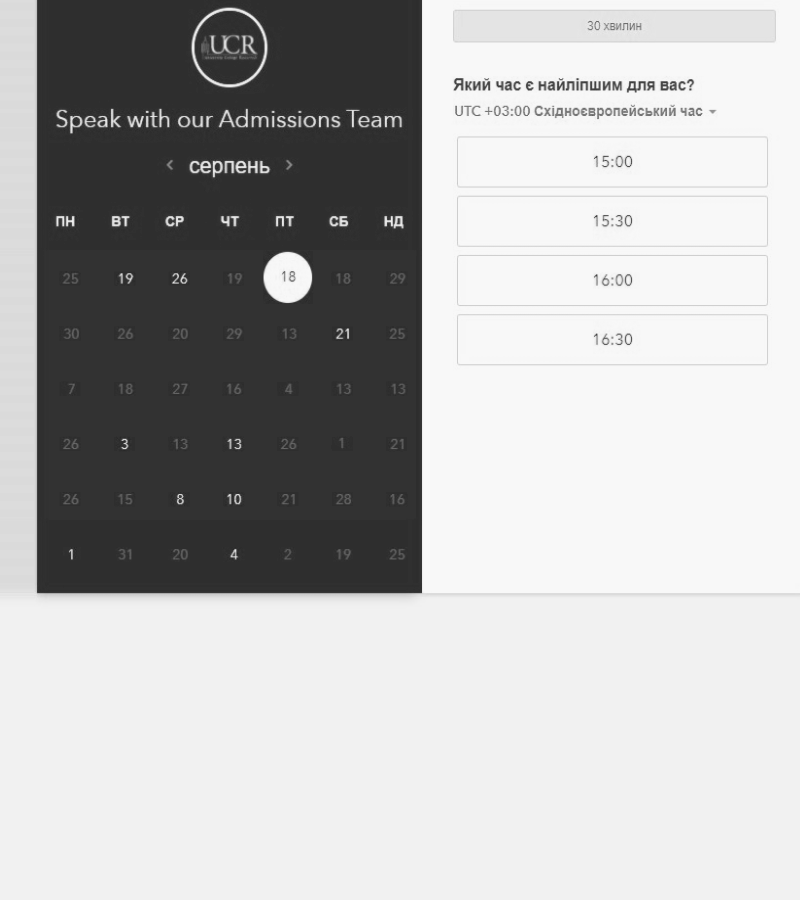 UCR
Speak with our Admissions Team
серпень
ПН ВТ СР ЧТ ПТ СБ НД
25 19 26 19 18 18 29
30 26 20 29 13 21 25
7 18 27 16 4 13 13
26 3 13 13 26 1 21
26 15 8 10 21 28 16
1 31 20 4 2 19 25
30 хвилин
Який час є найліпшим для вас?
UTC +03:00 Східноєвропейський час
15:00
15:30
16:00
16:30